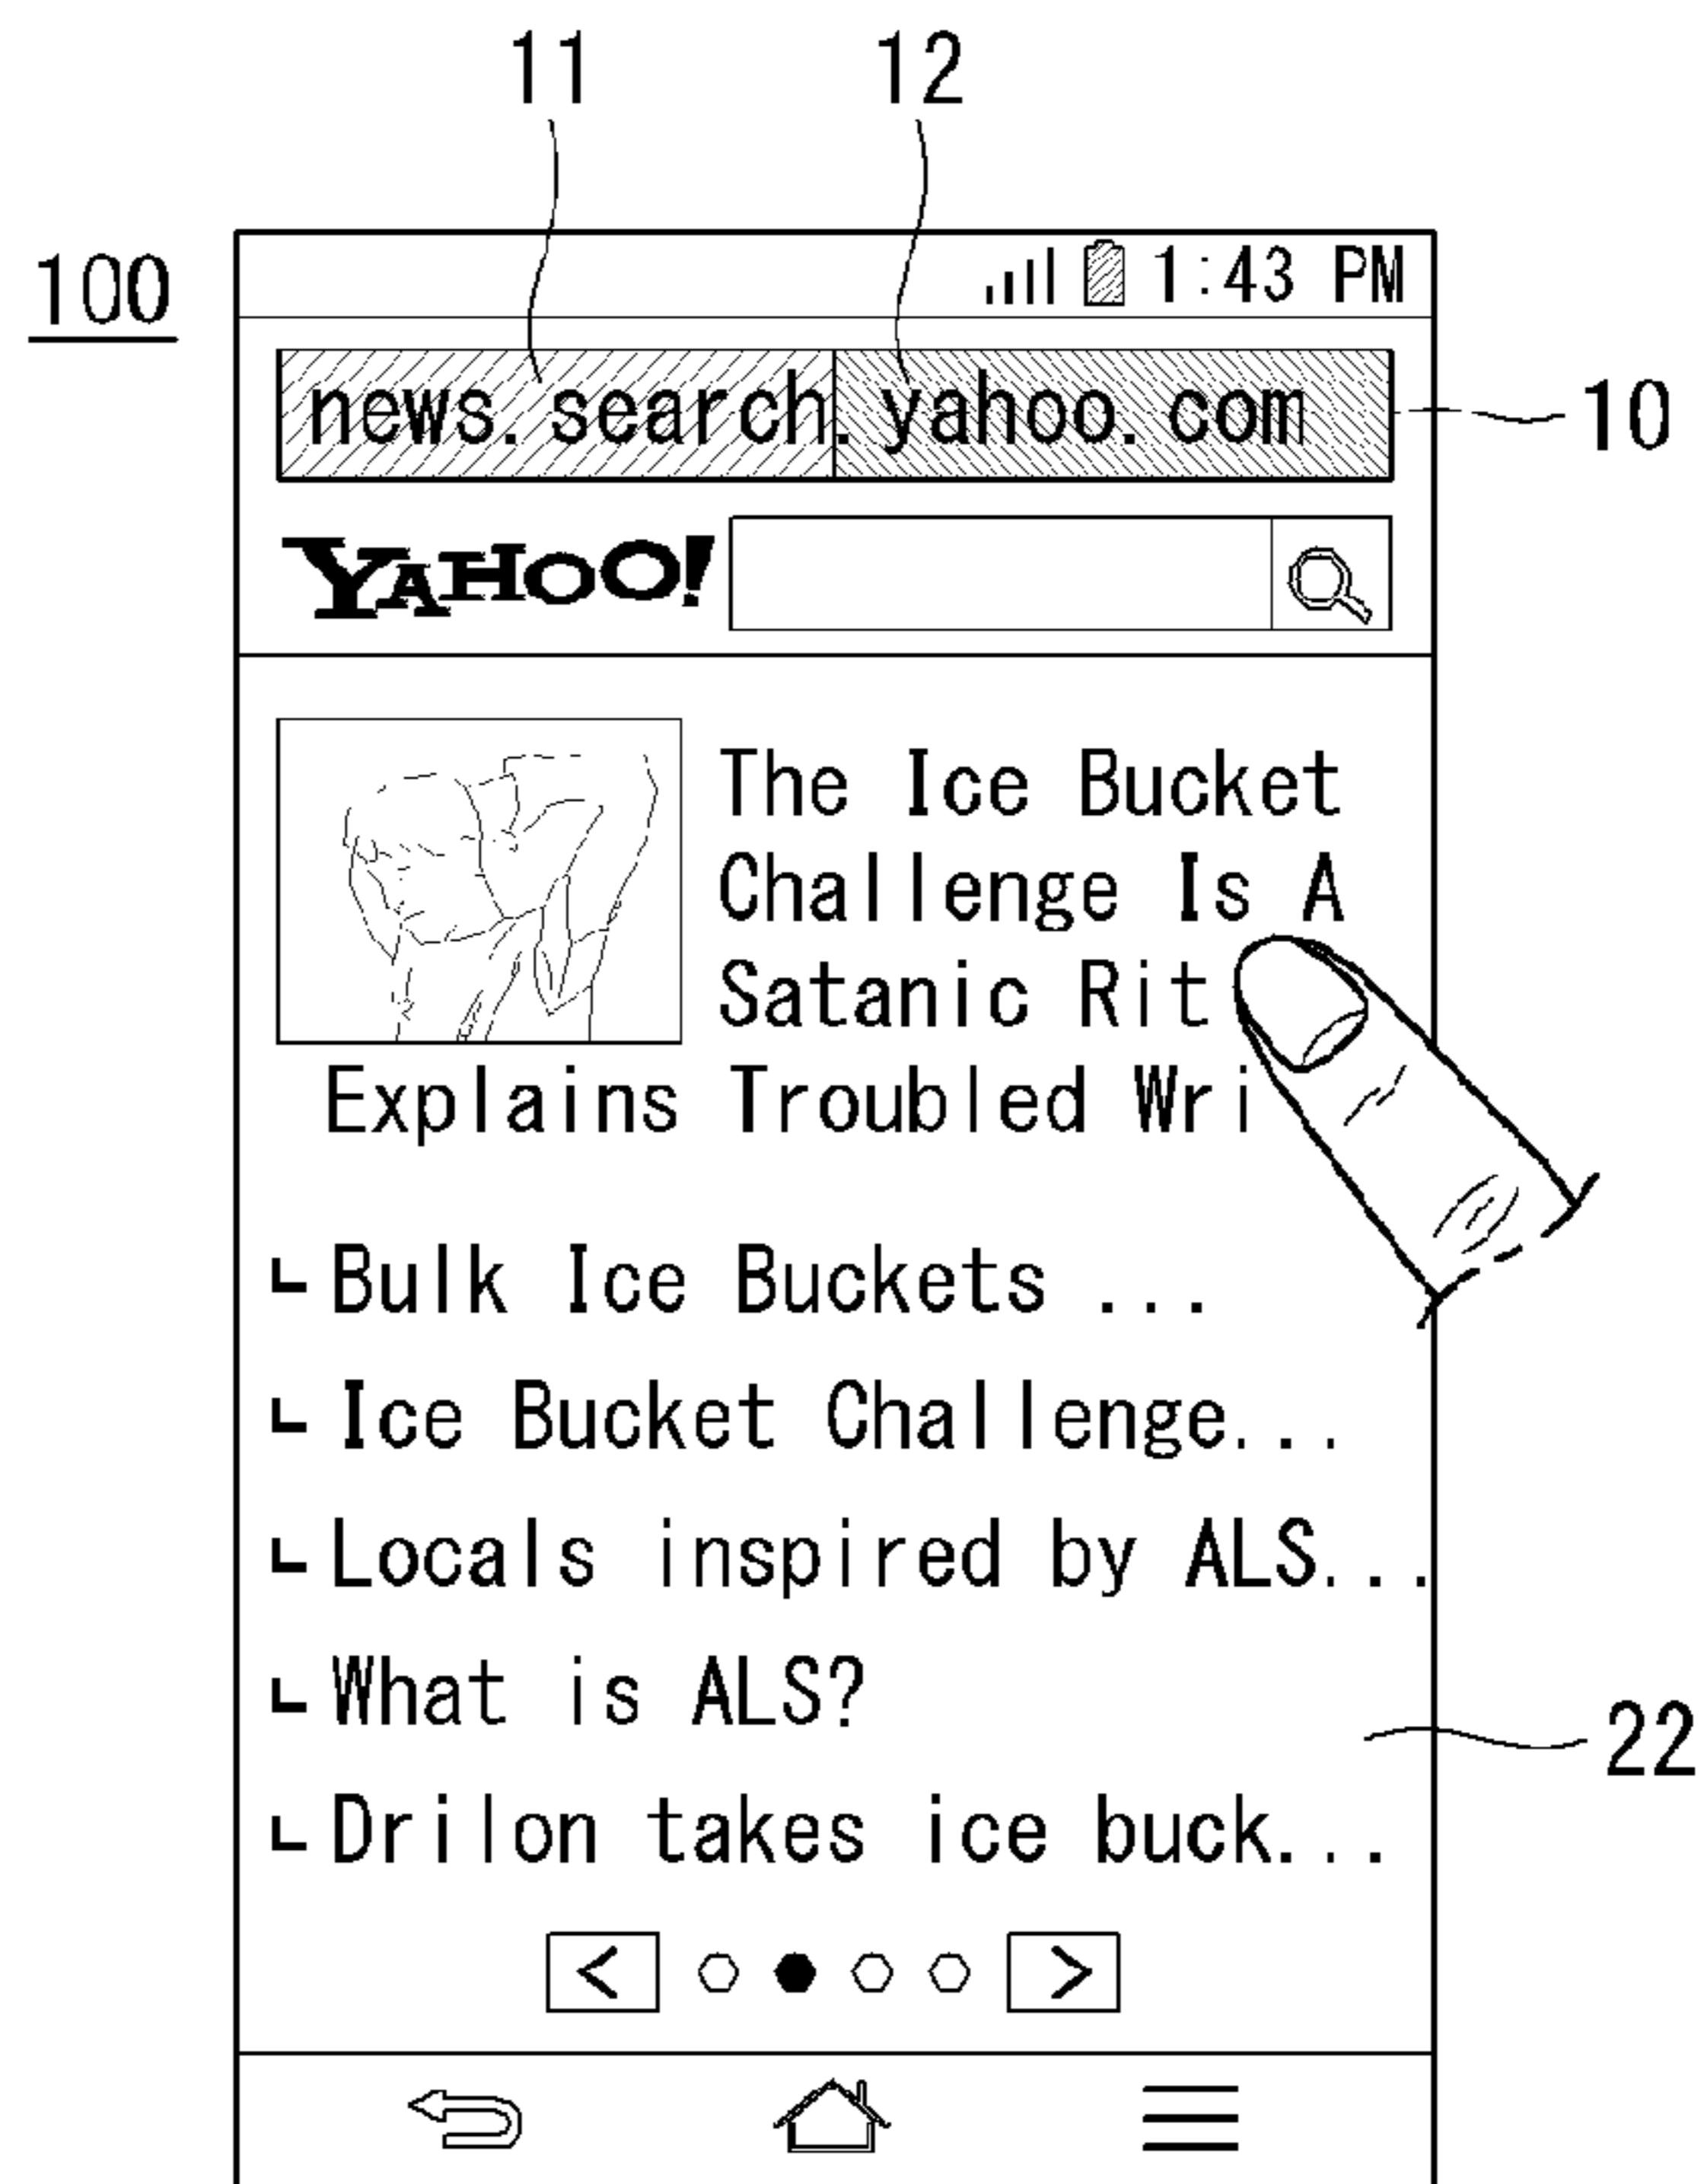 11 12
100
1:43 PM
news.search.yahoo.com
10
YAHOO!
The Ice Bucket
Challenge Is A
Satanic Rit
Explains Troubled Wri
Bulk Ice Buckets ...
Ice Bucket Challenge...
Locals inspired by ALS...
What is ALS?
22
Drilon takes ice buck...
< >